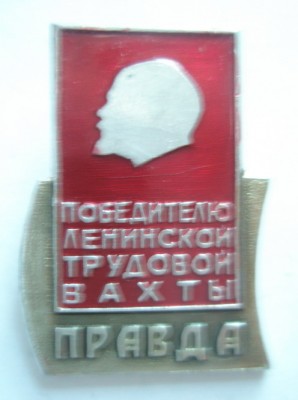 ПОБЕДИТЕЛЮ
ЛЕНИНСКОЙ
ТРУДОВОЙ
ВАХТЫ
ПРАВДА